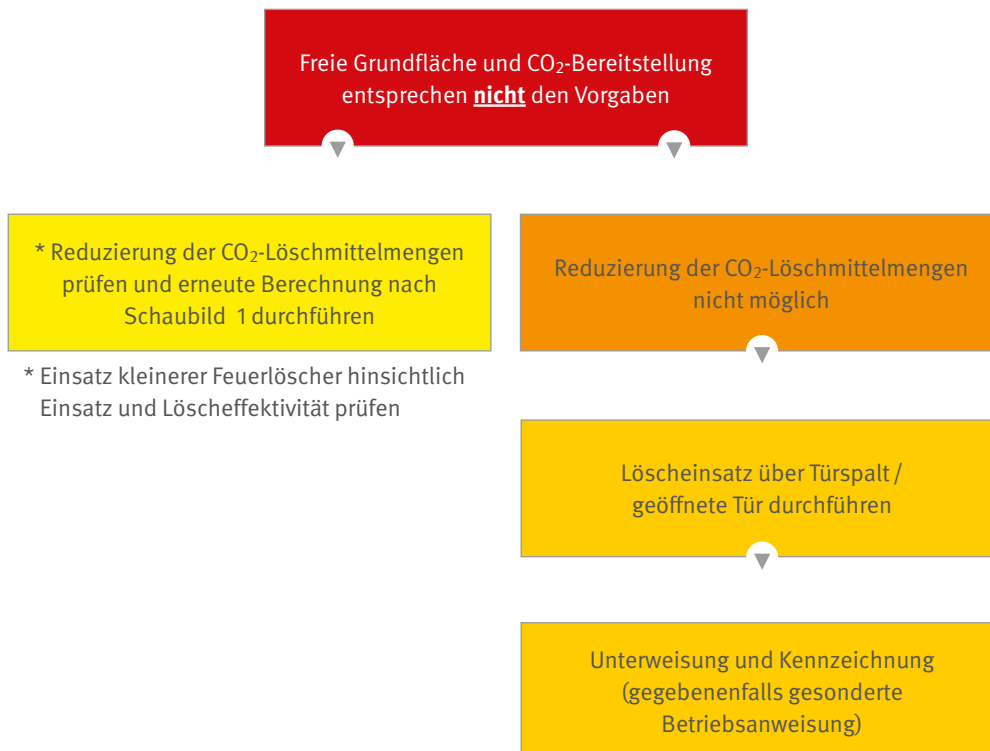 Freie Grundfläche und CO₂-Bereitstellung
entsprechen nicht den Vorgaben
* Reduzierung der CO₂-Löschmittelmengen
prüfen und erneute Berechnung nach
Schaubild 1 durchführen
* Einsatz kleinerer Feuerlöscher hinsichtlich
Einsatz und Löscheffektivität prüfen
Reduzierung der CO₂-Löschmittelmengen
nicht möglich
Löscheinsatz über Türspalt /
geöffnete Tür durchführen
Unterweisung und Kennzeichnung
(gegebenenfalls gesonderte
Betriebsanweisung)